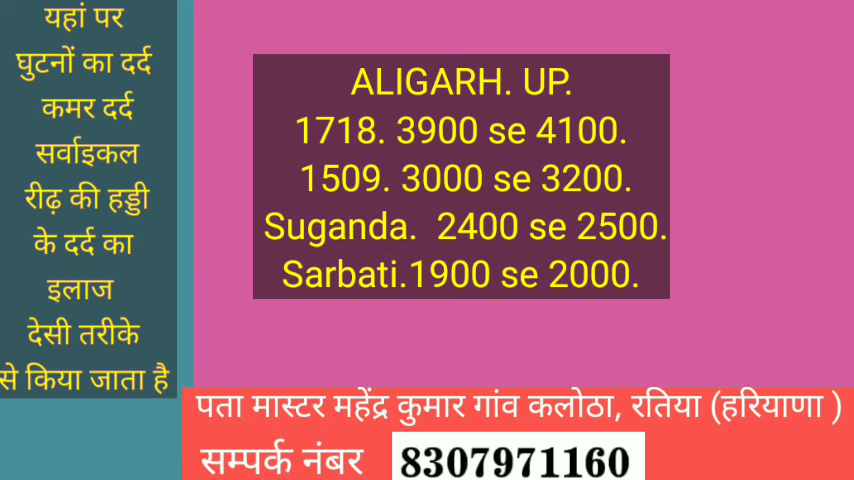 यहां पर
घुटनों का दर्द
कमर दर्द
सर्वाइकल
रीढ़ की हड्डी
के दर्द का
इलाज
देसी तरीके
से किया जाता है
ALIGARH. UP.
1718. 3900 se 4100.
1509. 3000 se 3200.
Suganda. 2400 se 2500.
Sarbati.1900 se 2000.
पता मास्टर महेंद्र कुमार गांव कलोठा, रतिया (हरियाणा )
सम्पर्क नंबर 8307971160